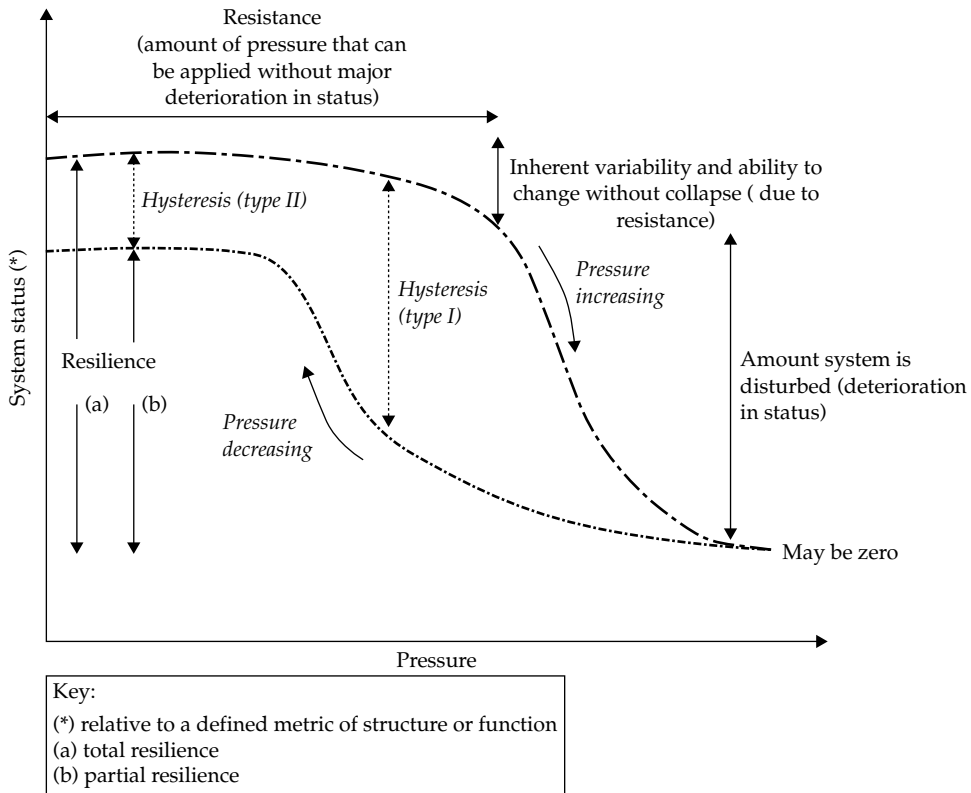 Resistance
(amount of pressure that can
be applied without major
deterioration in status)
Inherent variability and ability to
change without collapse ( due to
resistance)
Hysteresis (type II)
Pressure
increasing
Hysteresis
(type I)
System status (*)
Resilience
(a)
(b)
Amount system is
disturbed (deterioration
in status)
Pressure
decreasing
May be zero
Pressure
Key:
(*) relative to a defined metric of structure or function
(a) total resilience
(b) partial resilience